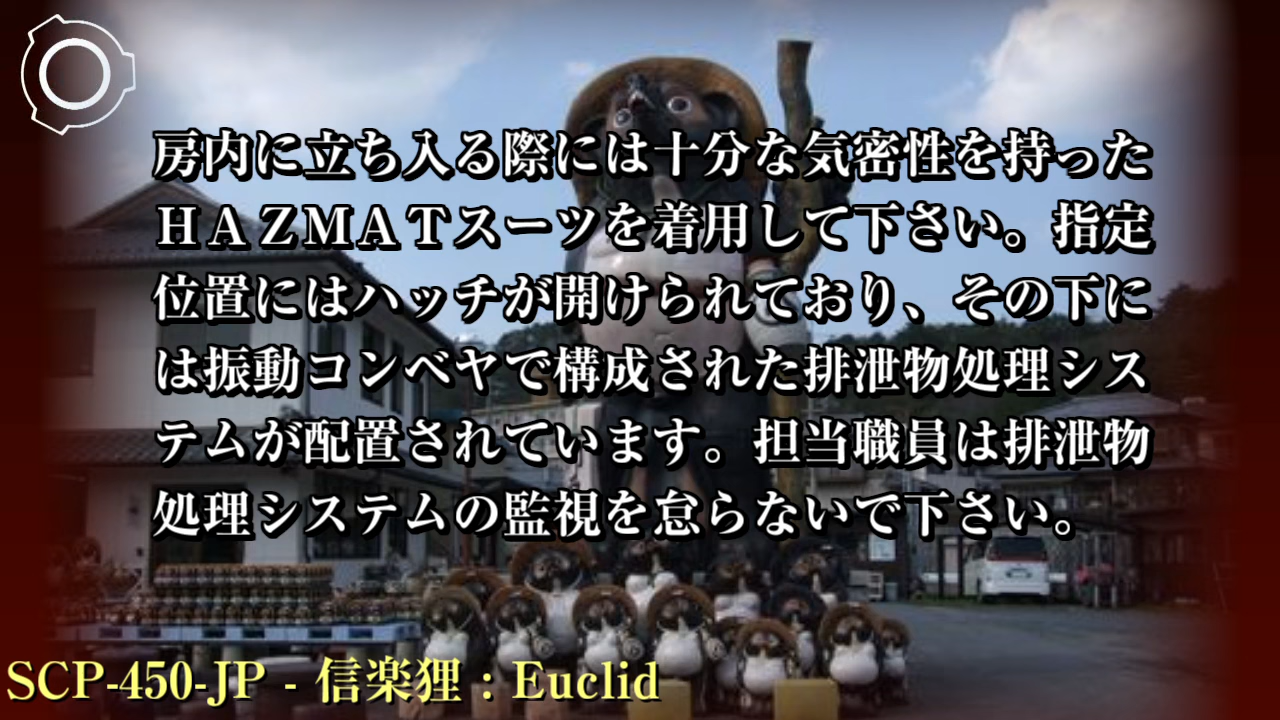 房内に立ち入る際には十分な気密性を持った
ＨＡＺＭＡＴスーツを着用して下さい。指定
位置にはハッチが開けられており、その下に
は振動コンベヤで構成された排泄物処理シス
テムが配置されています。担当職員は排泄物
処理システムの監視を怠らないで下さい。
SCP-450-JP - 信楽狸：Euclid